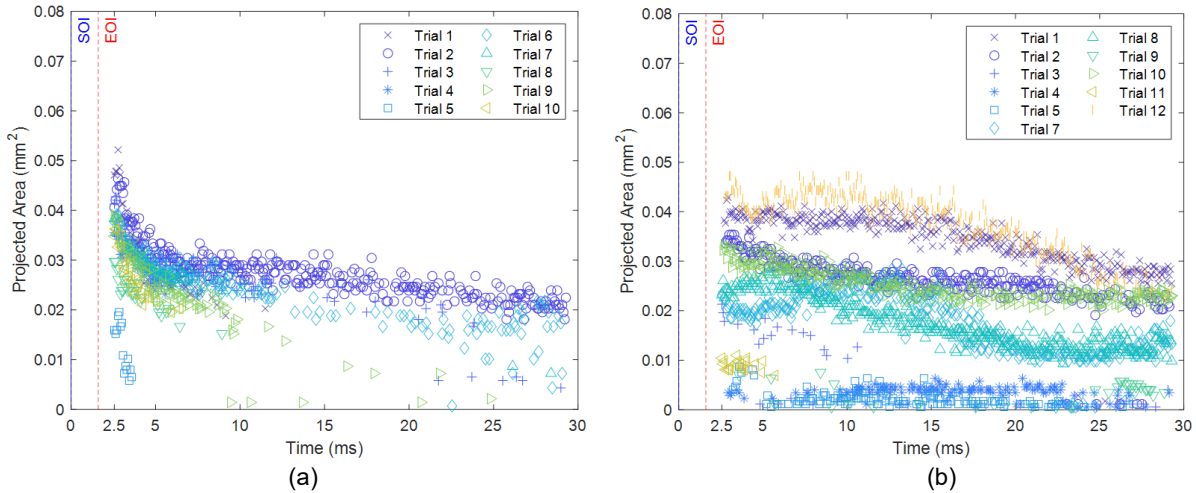 0.08
0.07
0.06
0.05
0.04
0.03
0.02
0.01
0
Projected Area (mm²)
SOI
EOI
Trial 1
Trial 2
Trial 3
Trial 4
Trial 5
Trial 6
Trial 7
Trial 8
Trial 9
Trial 10
0 2.5 5 10 15 20 25 30
Time (ms)
(a)
0.08
0.07
0.06
0.05
0.04
0.03
0.02
0.01
0
Projected Area (mm²)
SOI
EOI
Trial 1
Trial 2
Trial 3
Trial 4
Trial 5
Trial 7
Trial 8
Trial 9
Trial 10
Trial 11
Trial 12
0 2.5 5 10 15 20 25 30
Time (ms)
(b)